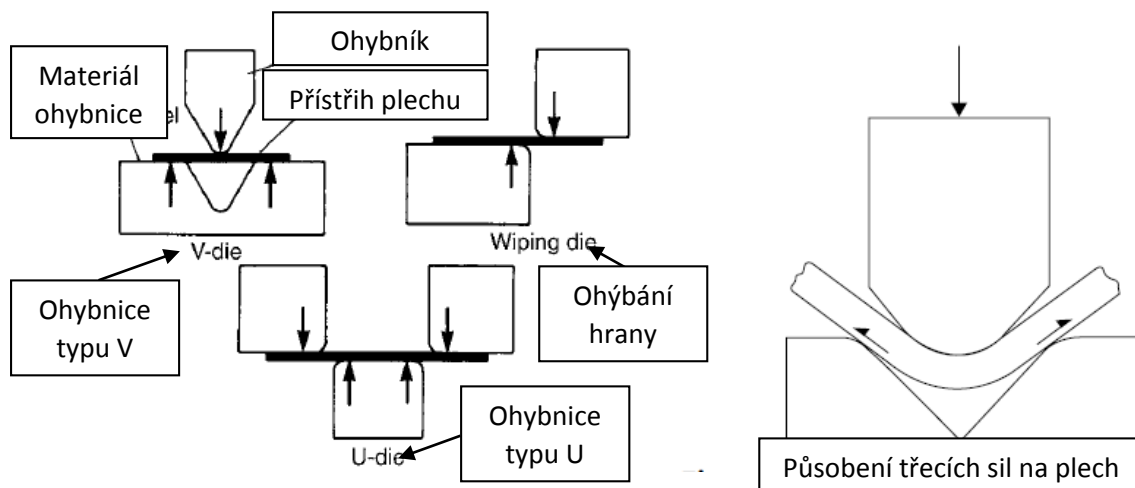 Ohybník
Materiál
ohybnice
Přístřih plechu
el
V-die
Wiping die
Ohybnice
typu V
Ohýbání
hrany
U-die
Ohybnice
typu U
Působení třecích sil na plech